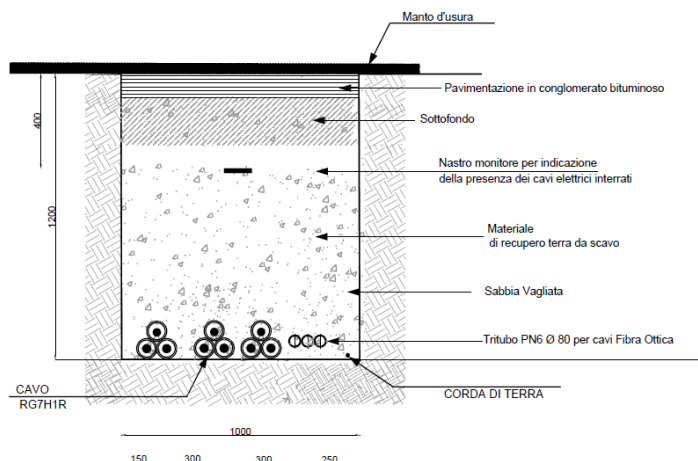 Manto d'usura
Pavimentazione in conglomerato bituminoso
400
Sottofondo
Nastro monitore per indicazione
della presenza dei cavi elettrici interrati
1200
Materiale
di recupero terra da scavo
Sabbia Vagliata
Tritubo PN6 Ø 80 per cavi Fibra Ottica
CAVO
RG7H1R
CORDA DI TERRA
1000
150 300 300 250